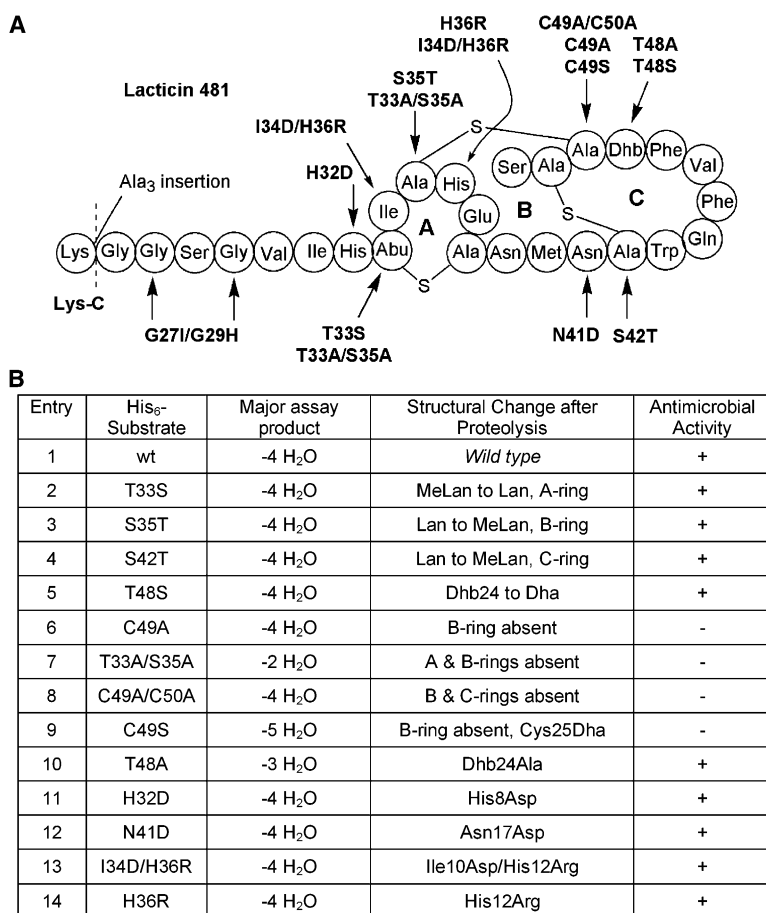 A
H36R
I34D/H36R
C49A/C50A
C49A
C49S
T48A
T48S
Lacticin 481
S35T
T33A/S35A
I34D/H36R
H32D
Ala3 insertion
S
Ser Ala Ala Dhb Phe Val Phe Gln
Ala His
Ile A Glu B S C
Lys Gly Gly Ser Gly Val Ile His Abu Ala Asn Met Asn Ala Trp
S
Lys-C
G27I/G29H
T33S
T33A/S35A
N41D
S42T
B
Entry His6-Substrate Major assay product Structural Change after Proteolysis Antimicrobial Activity
1 wt -4 H2O Wild type +
2 T33S -4 H2O MeLan to Lan, A-ring +
3 S35T -4 H2O Lan to MeLan, B-ring +
4 S42T -4 H2O Lan to MeLan, C-ring +
5 T48S -4 H2O Dhb24 to Dha +
6 C49A -4 H2O B-ring absent -
7 T33A/S35A -2 H2O A & B-rings absent -
8 C49A/C50A -4 H2O B & C-rings absent -
9 C49S -5 H2O B-ring absent, Cys25Dha -
10 T48A -3 H2O Dhb24Ala +
11 H32D -4 H2O His8Asp +
12 N41D -4 H2O Asn17Asp +
13 I34D/H36R -4 H2O Ile10Asp/His12Arg +
14 H36R -4 H2O His12Arg +